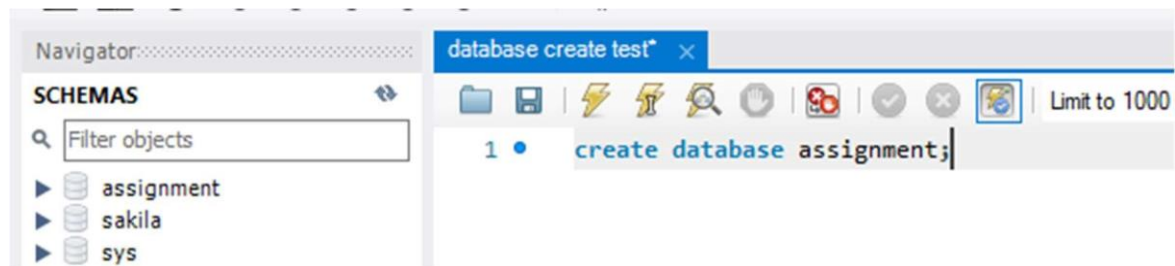 Navigator
database create test*
SCHEMAS
Filter objects
Limit to 1000
1 create database assignment;
assignment
sakila
sys